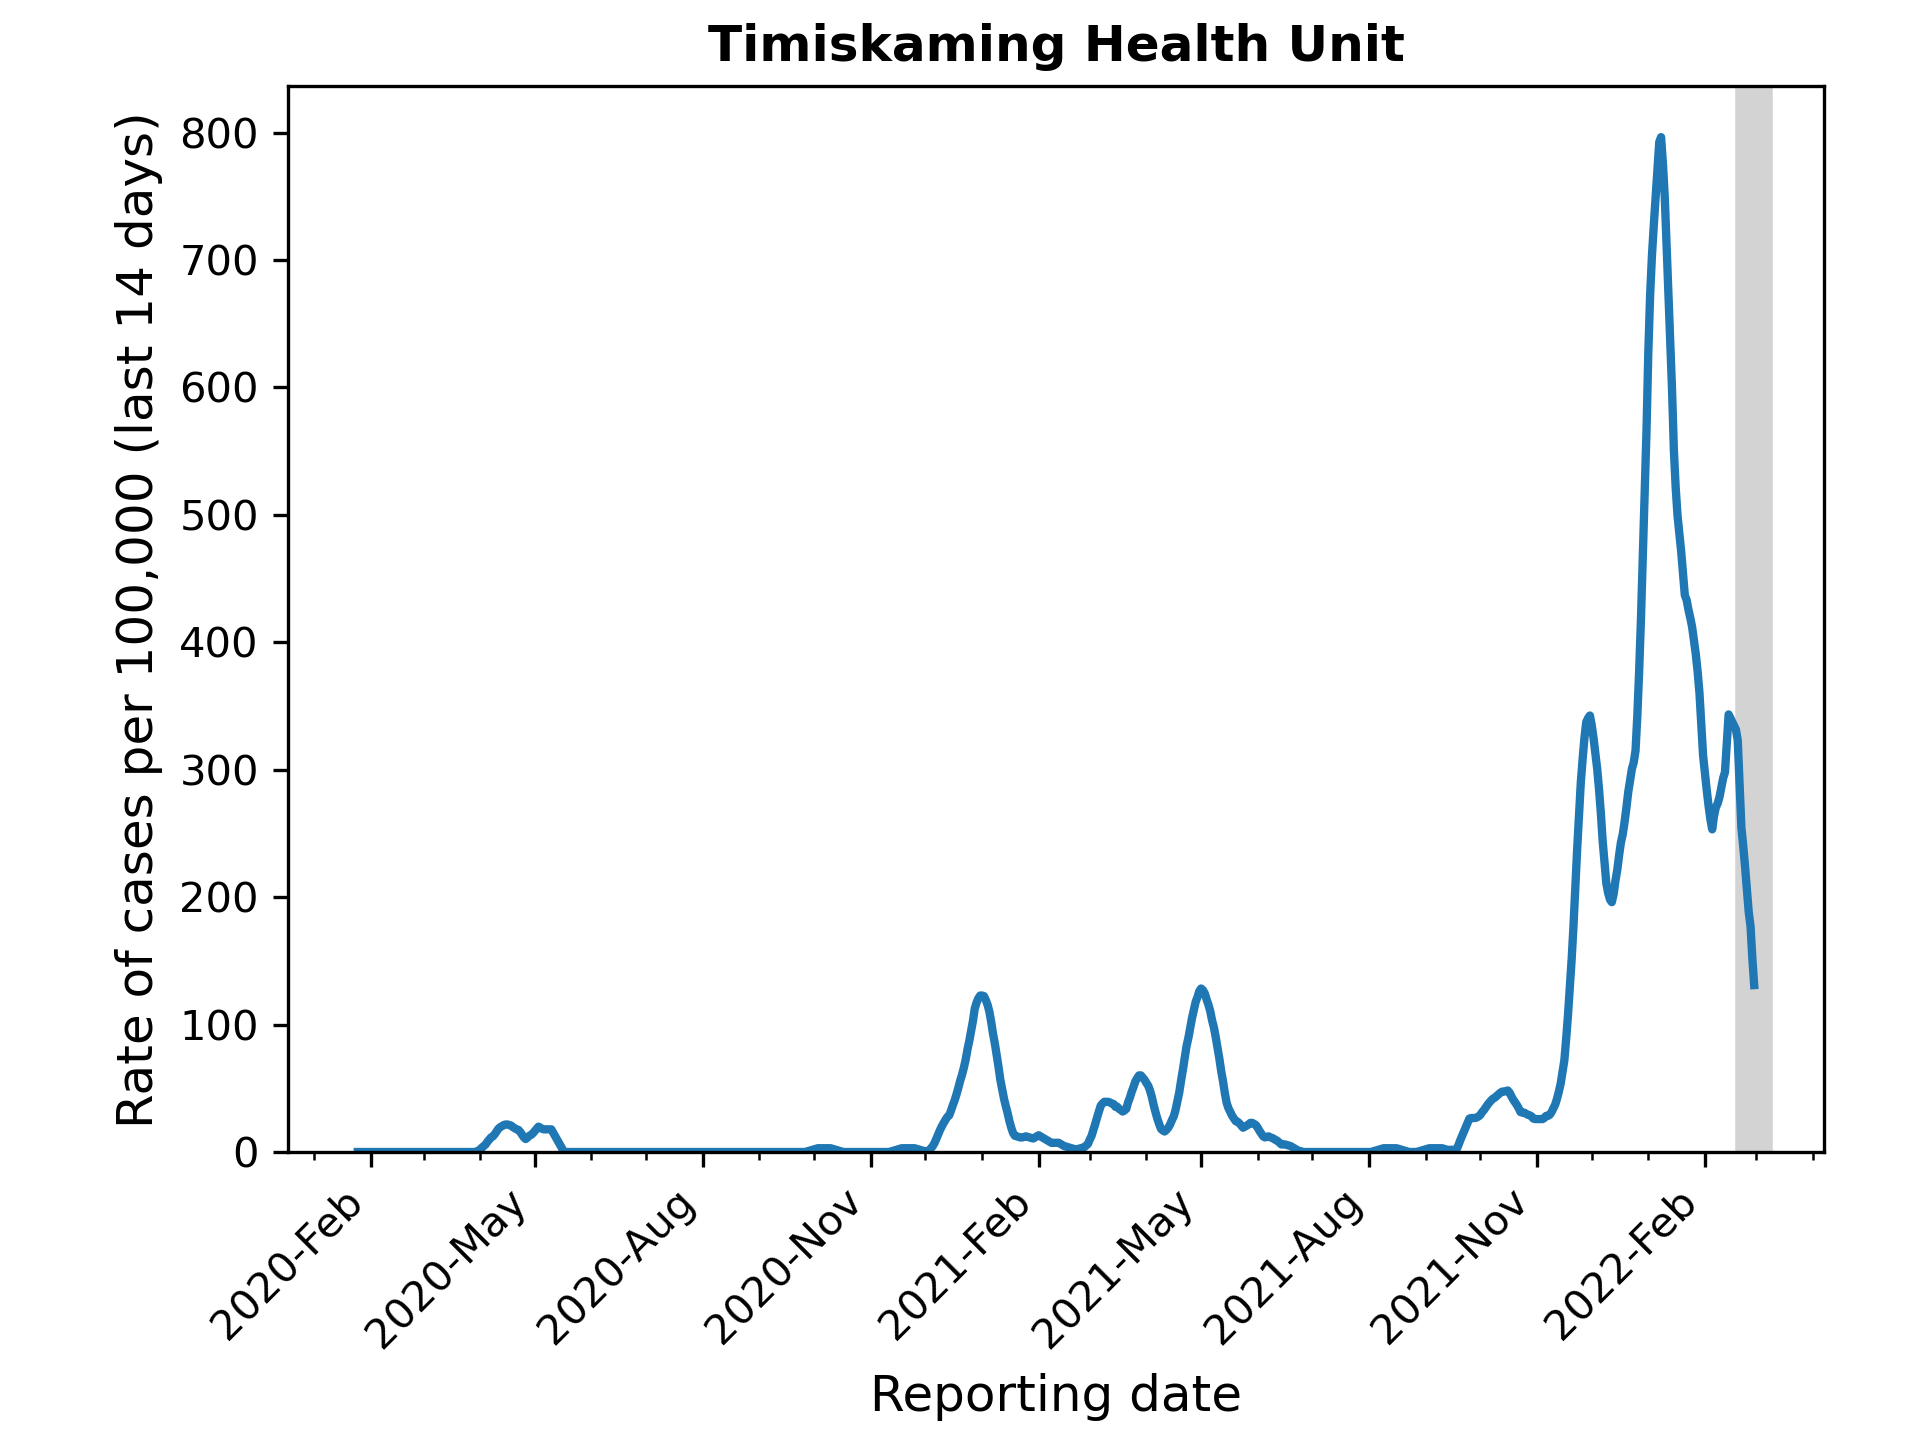 Timiskaming Health Unit
Rate of cases per 100,000 (last 14 days)
800
700
600
500
400
300
200
100
0
2020-Feb
2020-May
2020-Aug
2020-Nov
2021-Feb
2021-May
2021-Aug
2021-Nov
2022-Feb
Reporting date